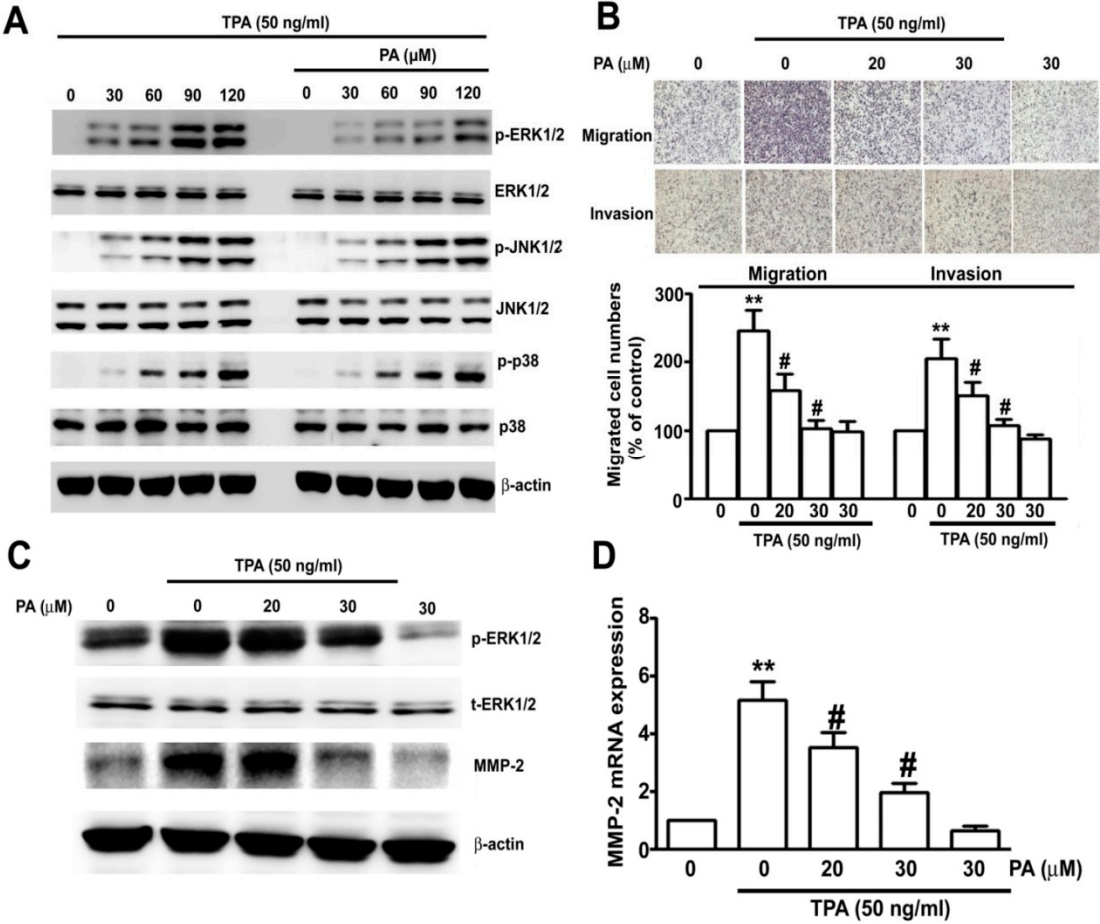 A
TPA (50 ng/ml)
PA (µM)
0 30 60 90 120 0 30 60 90 120
p-ERK1/2
ERK1/2
p-JNK1/2
JNK1/2
p-p38
p38
β-actin
B
TPA (50 ng/ml)
PA (µM) 0 0 20 30 30
Migration
Invasion
Migration Invasion
Migrated cell numbers
(% of control)
300
** **
200
# #
# #
100
0
0 0 20 30 30 0 0 20 30 30
TPA (50 ng/ml) TPA (50 ng/ml)
C
TPA (50 ng/ml)
PA (µM) 0 0 20 30 30
p-ERK1/2
t-ERK1/2
MMP-2
β-actin
D
MMP-2 mRNA expression
8
6
**
4
#
#
2
0
0 0 20 30 30 PA (µM)
TPA (50 ng/ml)